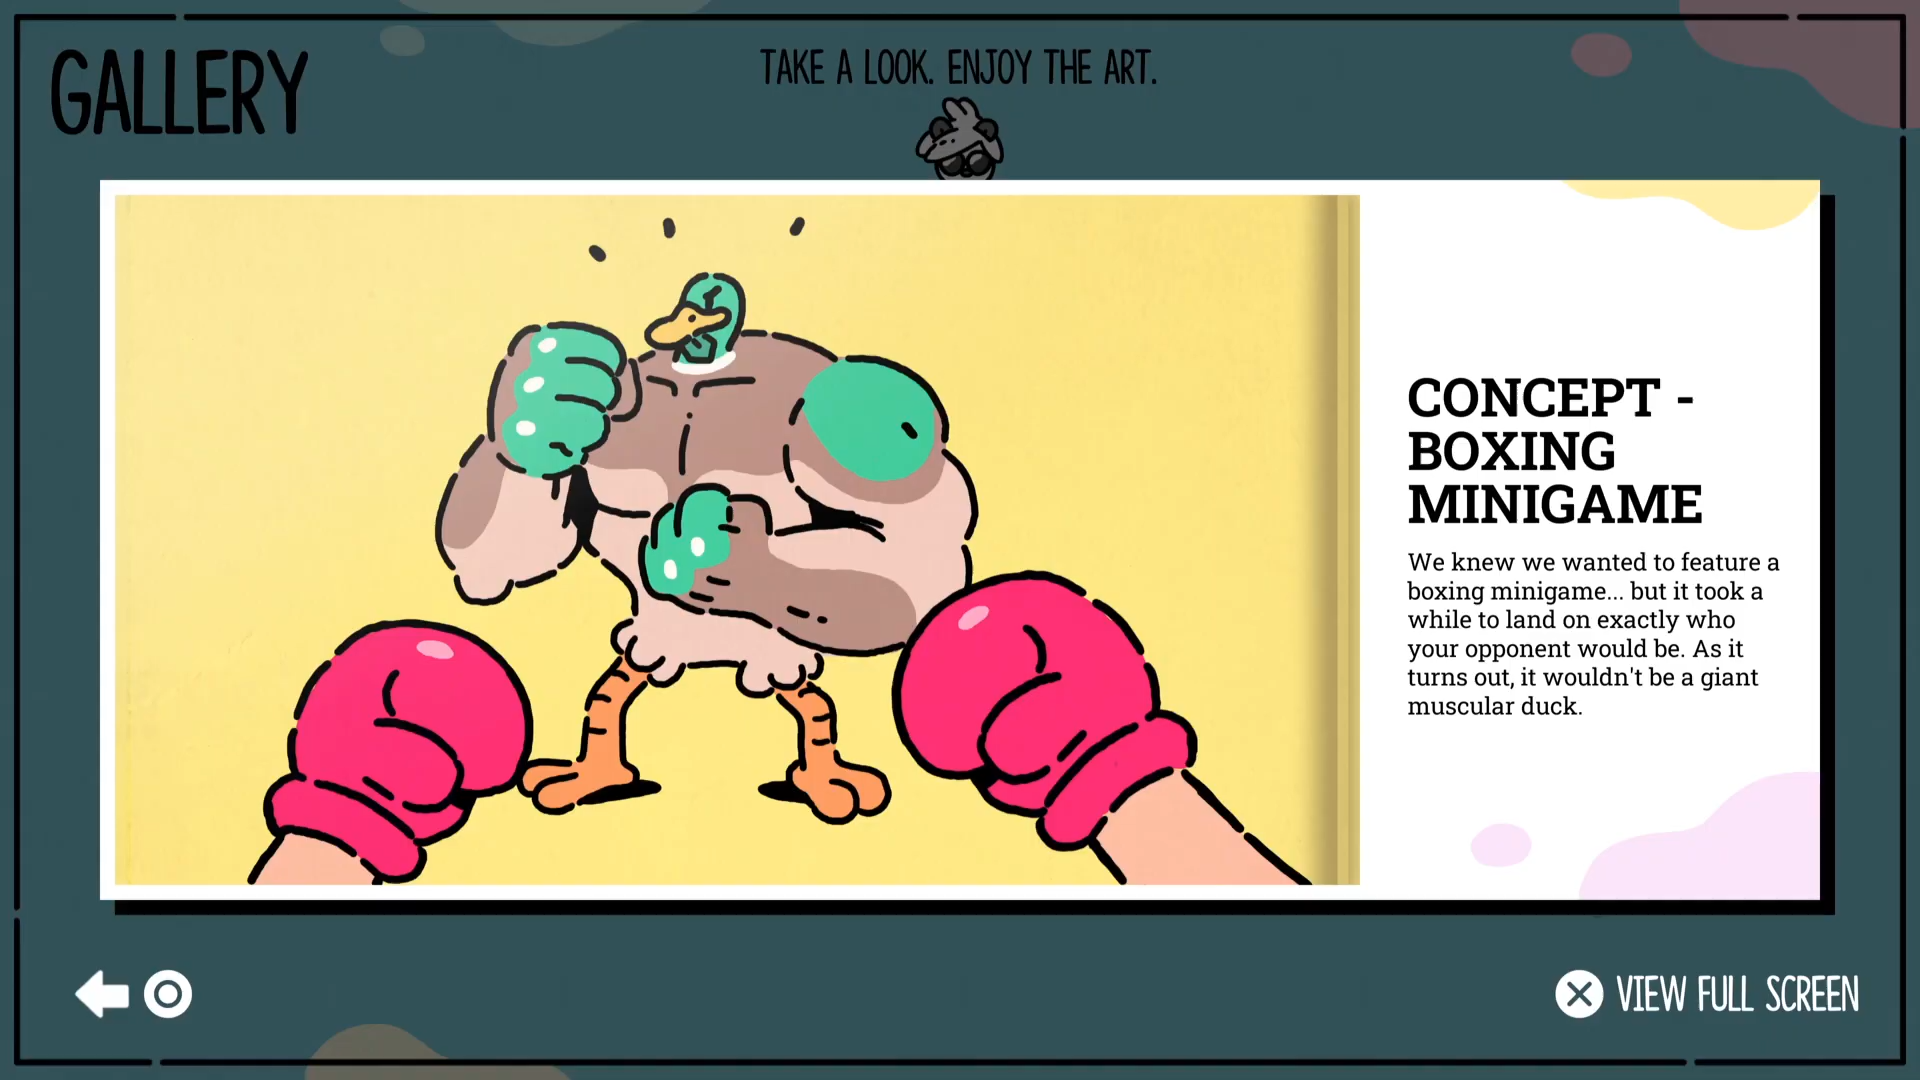 GALLERY
TAKE A LOOK. ENJOY THE ART.
CONCEPT -
BOXING
MINIGAME
We knew we wanted to feature a
boxing minigame... but it took a
while to land on exactly who
your opponent would be. As it
turns out, it wouldn't be a giant
muscular duck.
VIEW FULL SCREEN